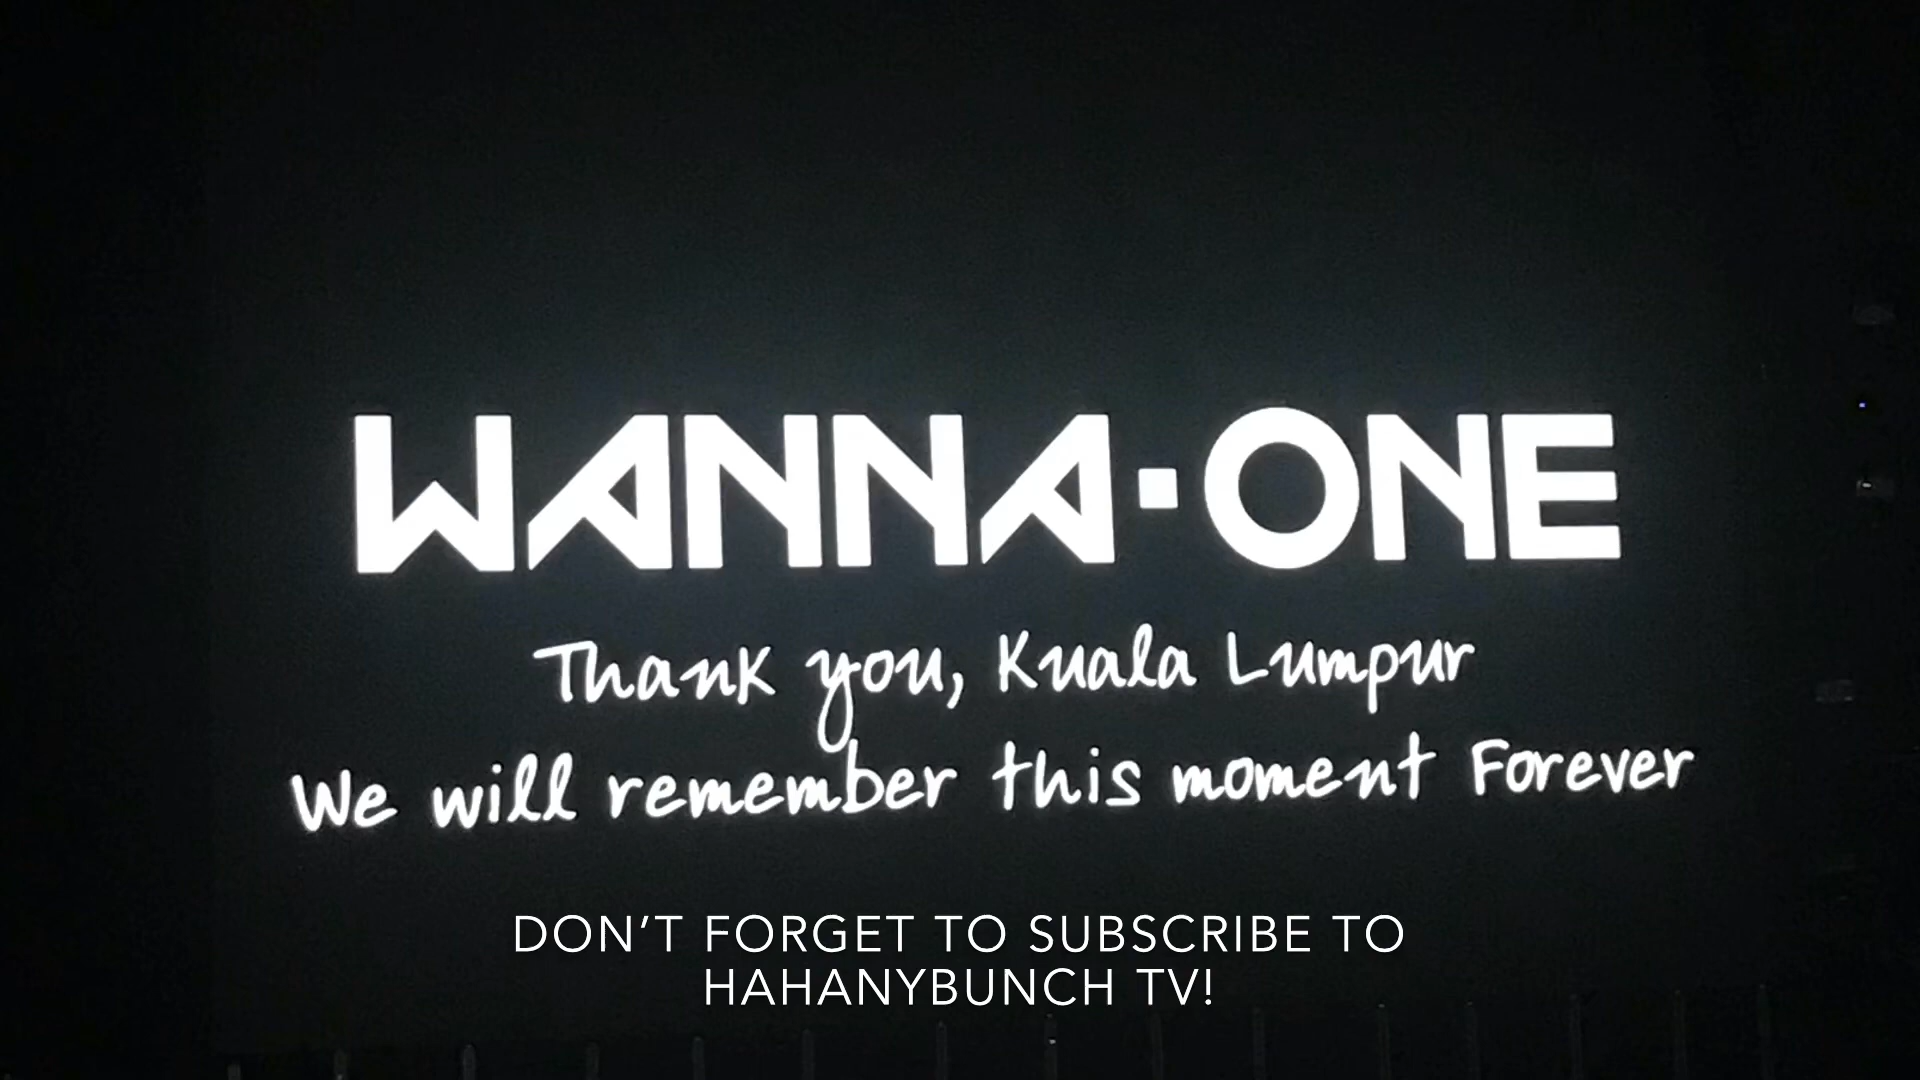 WANNA·ONE
Thank you, Kuala Lumpur
We will remember this moment Forever
DON'T FORGET TO SUBSCRIBE TO
HAHANYBUNCH TV!